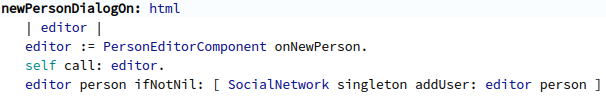 newPersonDialogOn: html
| editor |
editor := PersonEditorComponent onNewPerson.
self call: editor.
editor person ifNotNil: [ SocialNetwork singleton addUser: editor person ]